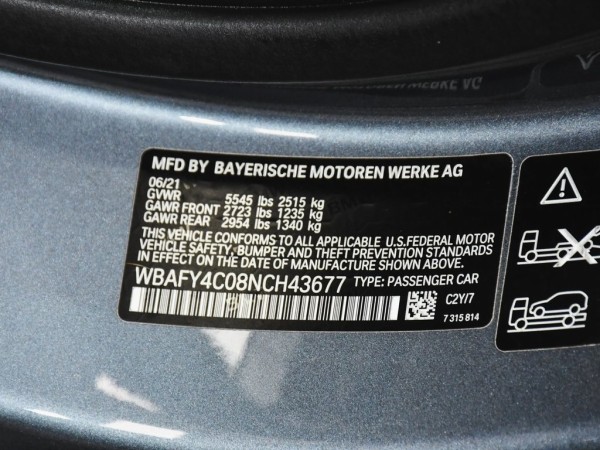 MFD BY BAYERISCHE MOTOREN WERKE AG
06/21
GVWR 5545 lbs 2515 kg
GAWR FRONT 2723 lbs 1235 kg
GAWR REAR 2954 lbs 1340 kg
THIS VEHICLE CONFORMS TO ALL APPLICABLE U.S.FEDERAL MOTOR
VEHICLE SAFETY, BUMPER, AND THEFT PREVENTION STANDARDS
IN EFFECT ON THE DATE OF MANUFACTURE SHOWN ABOVE.
WBAFY4C08NCH43677 TYPE: PASSENGER CAR
C2Y/7
7 315 814